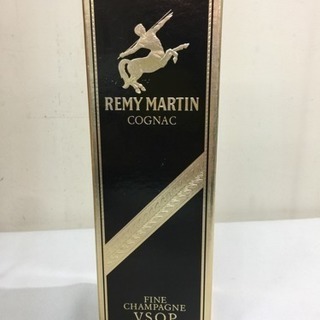 REMY MARTIN
COGNAC
FINE
CHAMPAGNE
VSOP